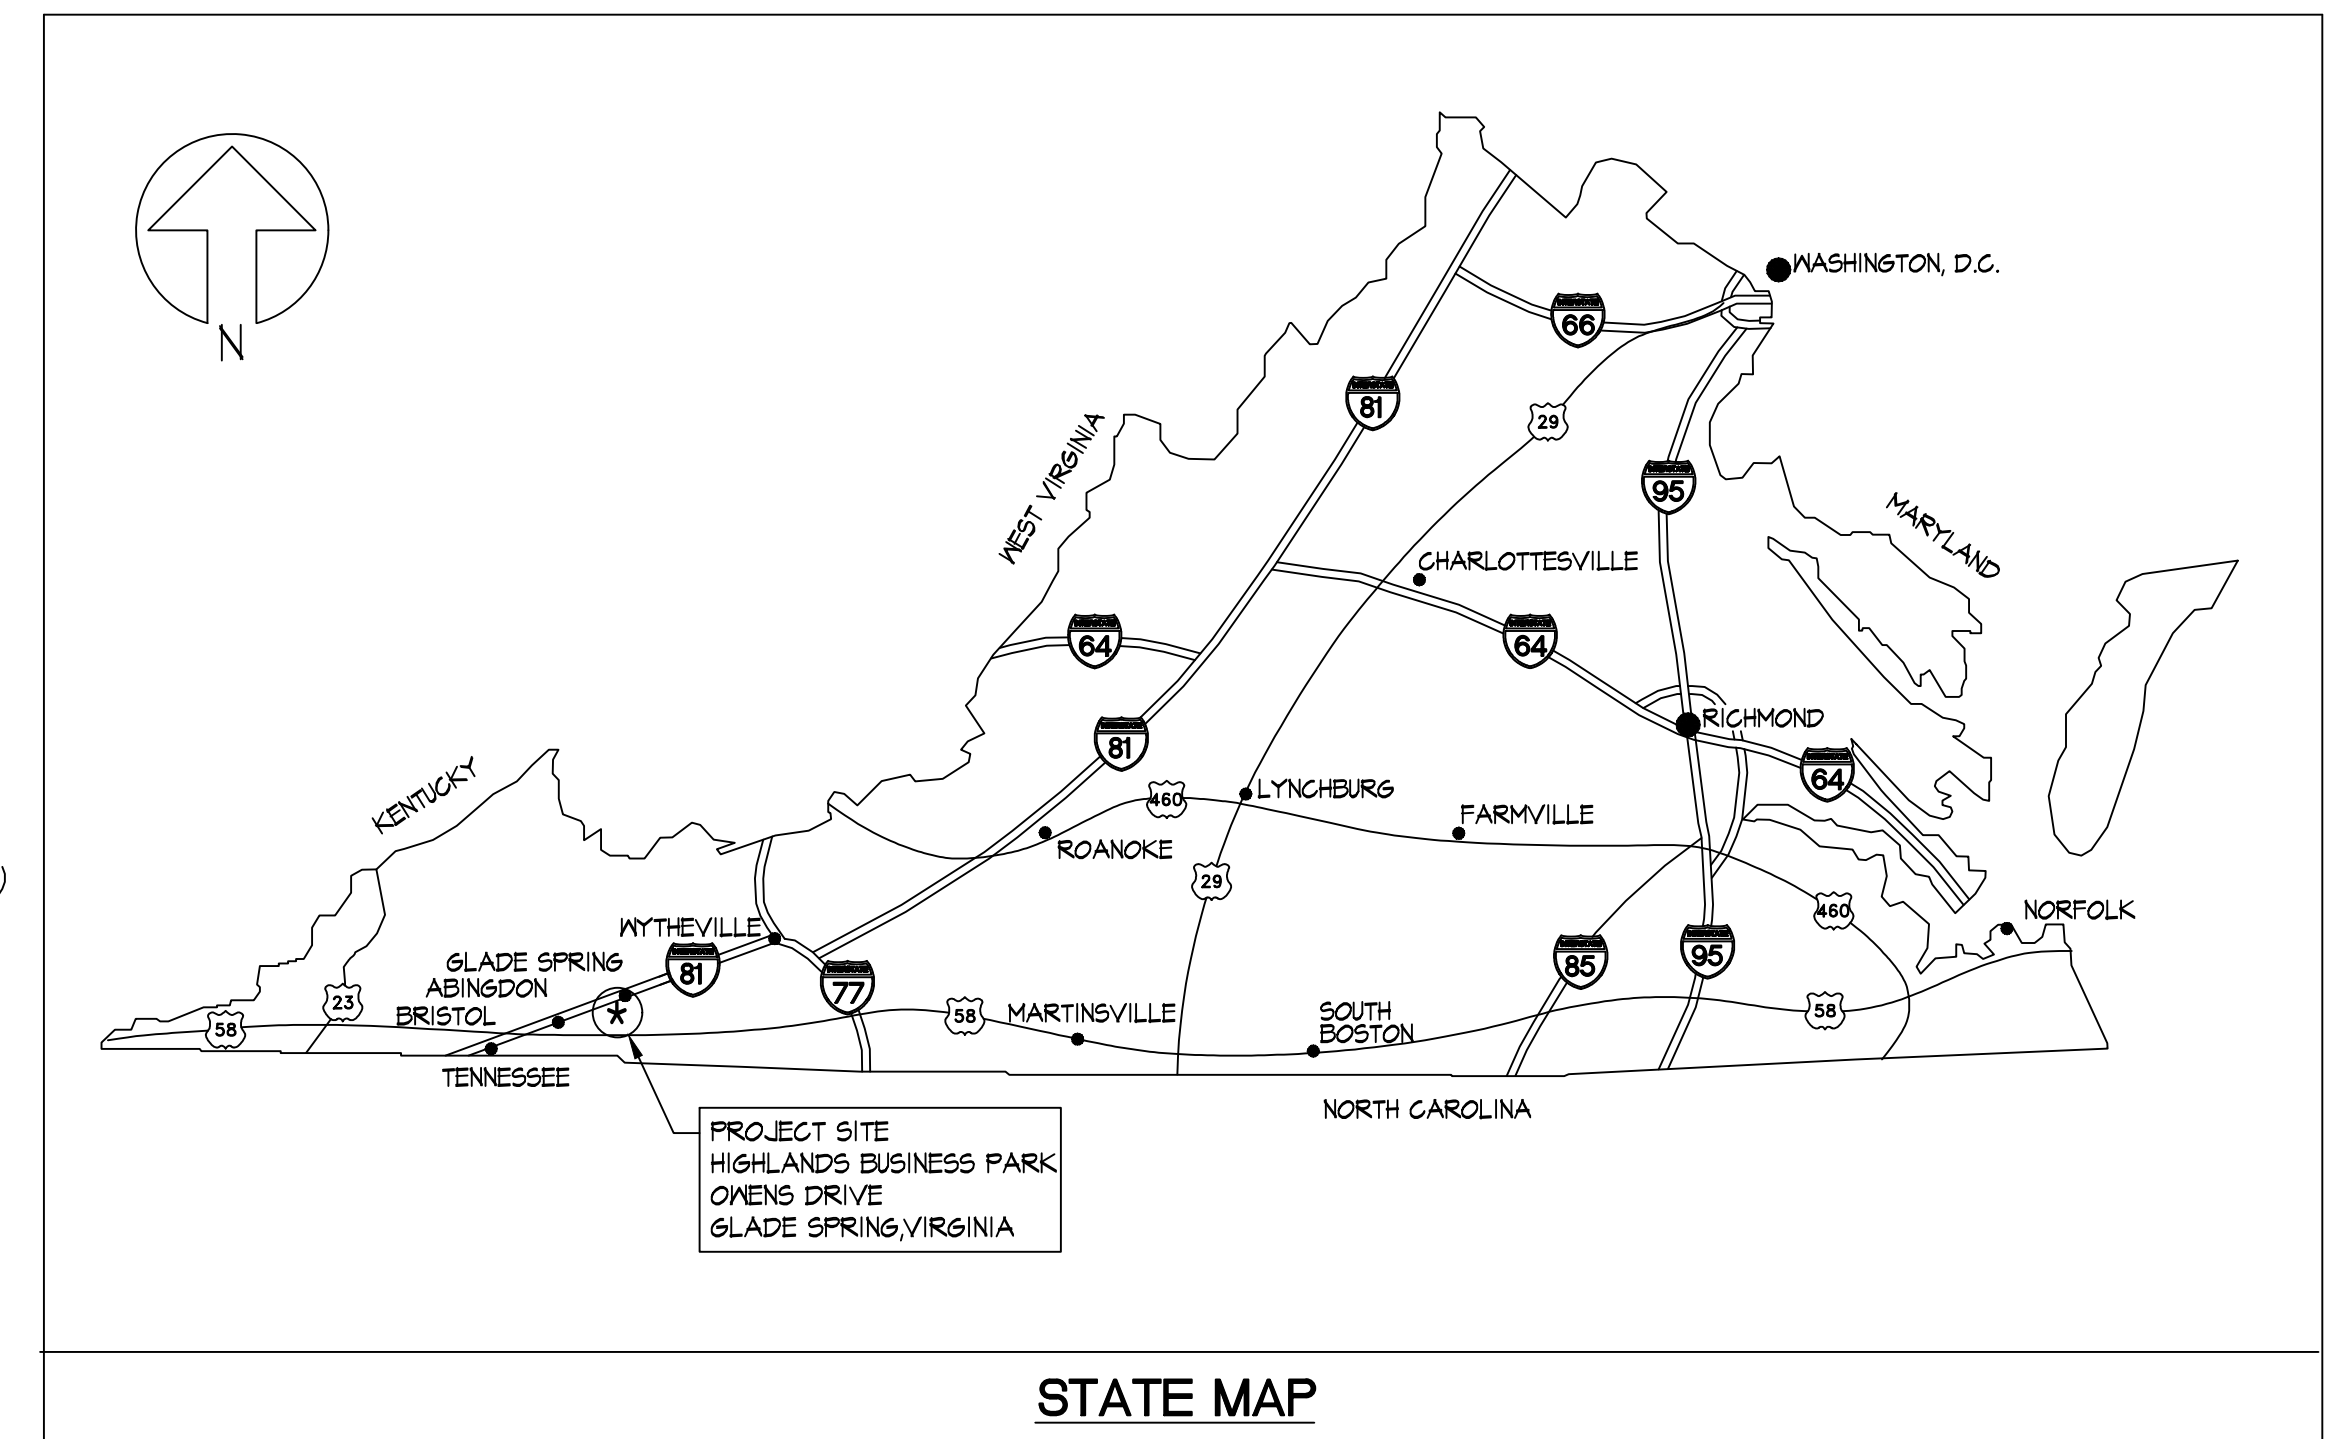 N
WASHINGTON, D.C.
66
81
29
WEST VIRGINIA
95
MARYLAND
CHARLOTTESVILLE
64
64
RICHMOND
81
64
KENTUCKY
LYNCHBURG
460
FARMVILLE
ROANOKE
29
460
NORFOLK
WYTHEVILLE
85
95
GLADE SPRING
81
ABINGDON
77
23
BRISTOL
58
58
MARTINSVILLE
SOUTH
BOSTON
58
*
TENNESSEE
NORTH CAROLINA
PROJECT SITE
HIGHLANDS BUSINESS PARK
OWENS DRIVE
GLADE SPRING,VIRGINIA
STATE MAP